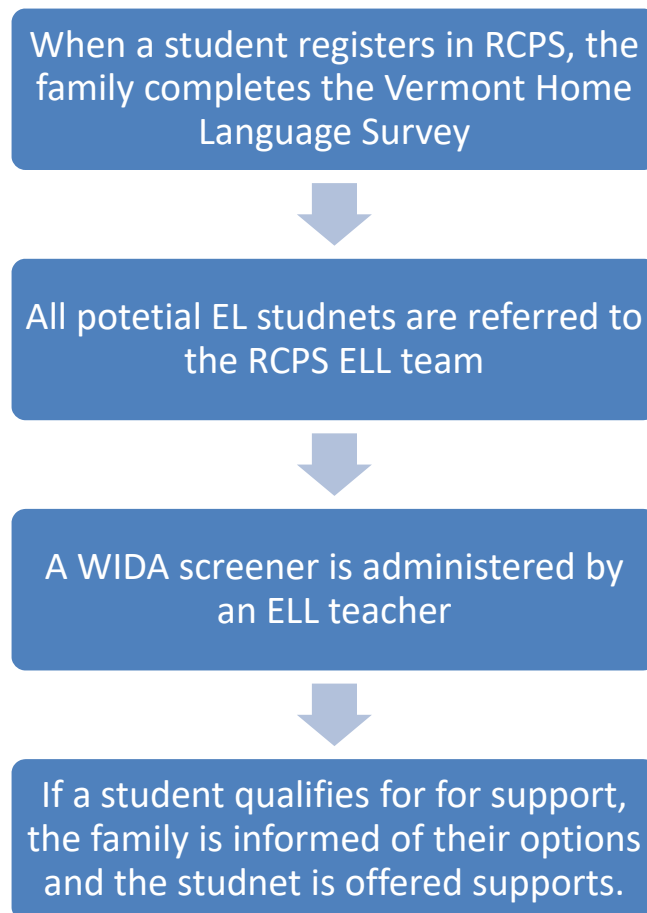 When a student registers in RCPS, the
family completes the Vermont Home
Language Survey
All potetial EL studnets are referred to
the RCPS ELL team
A WIDA screener is administered by
an ELL teacher
If a student qualifies for for support,
the family is informed of their options
and the studnet is offered supports.